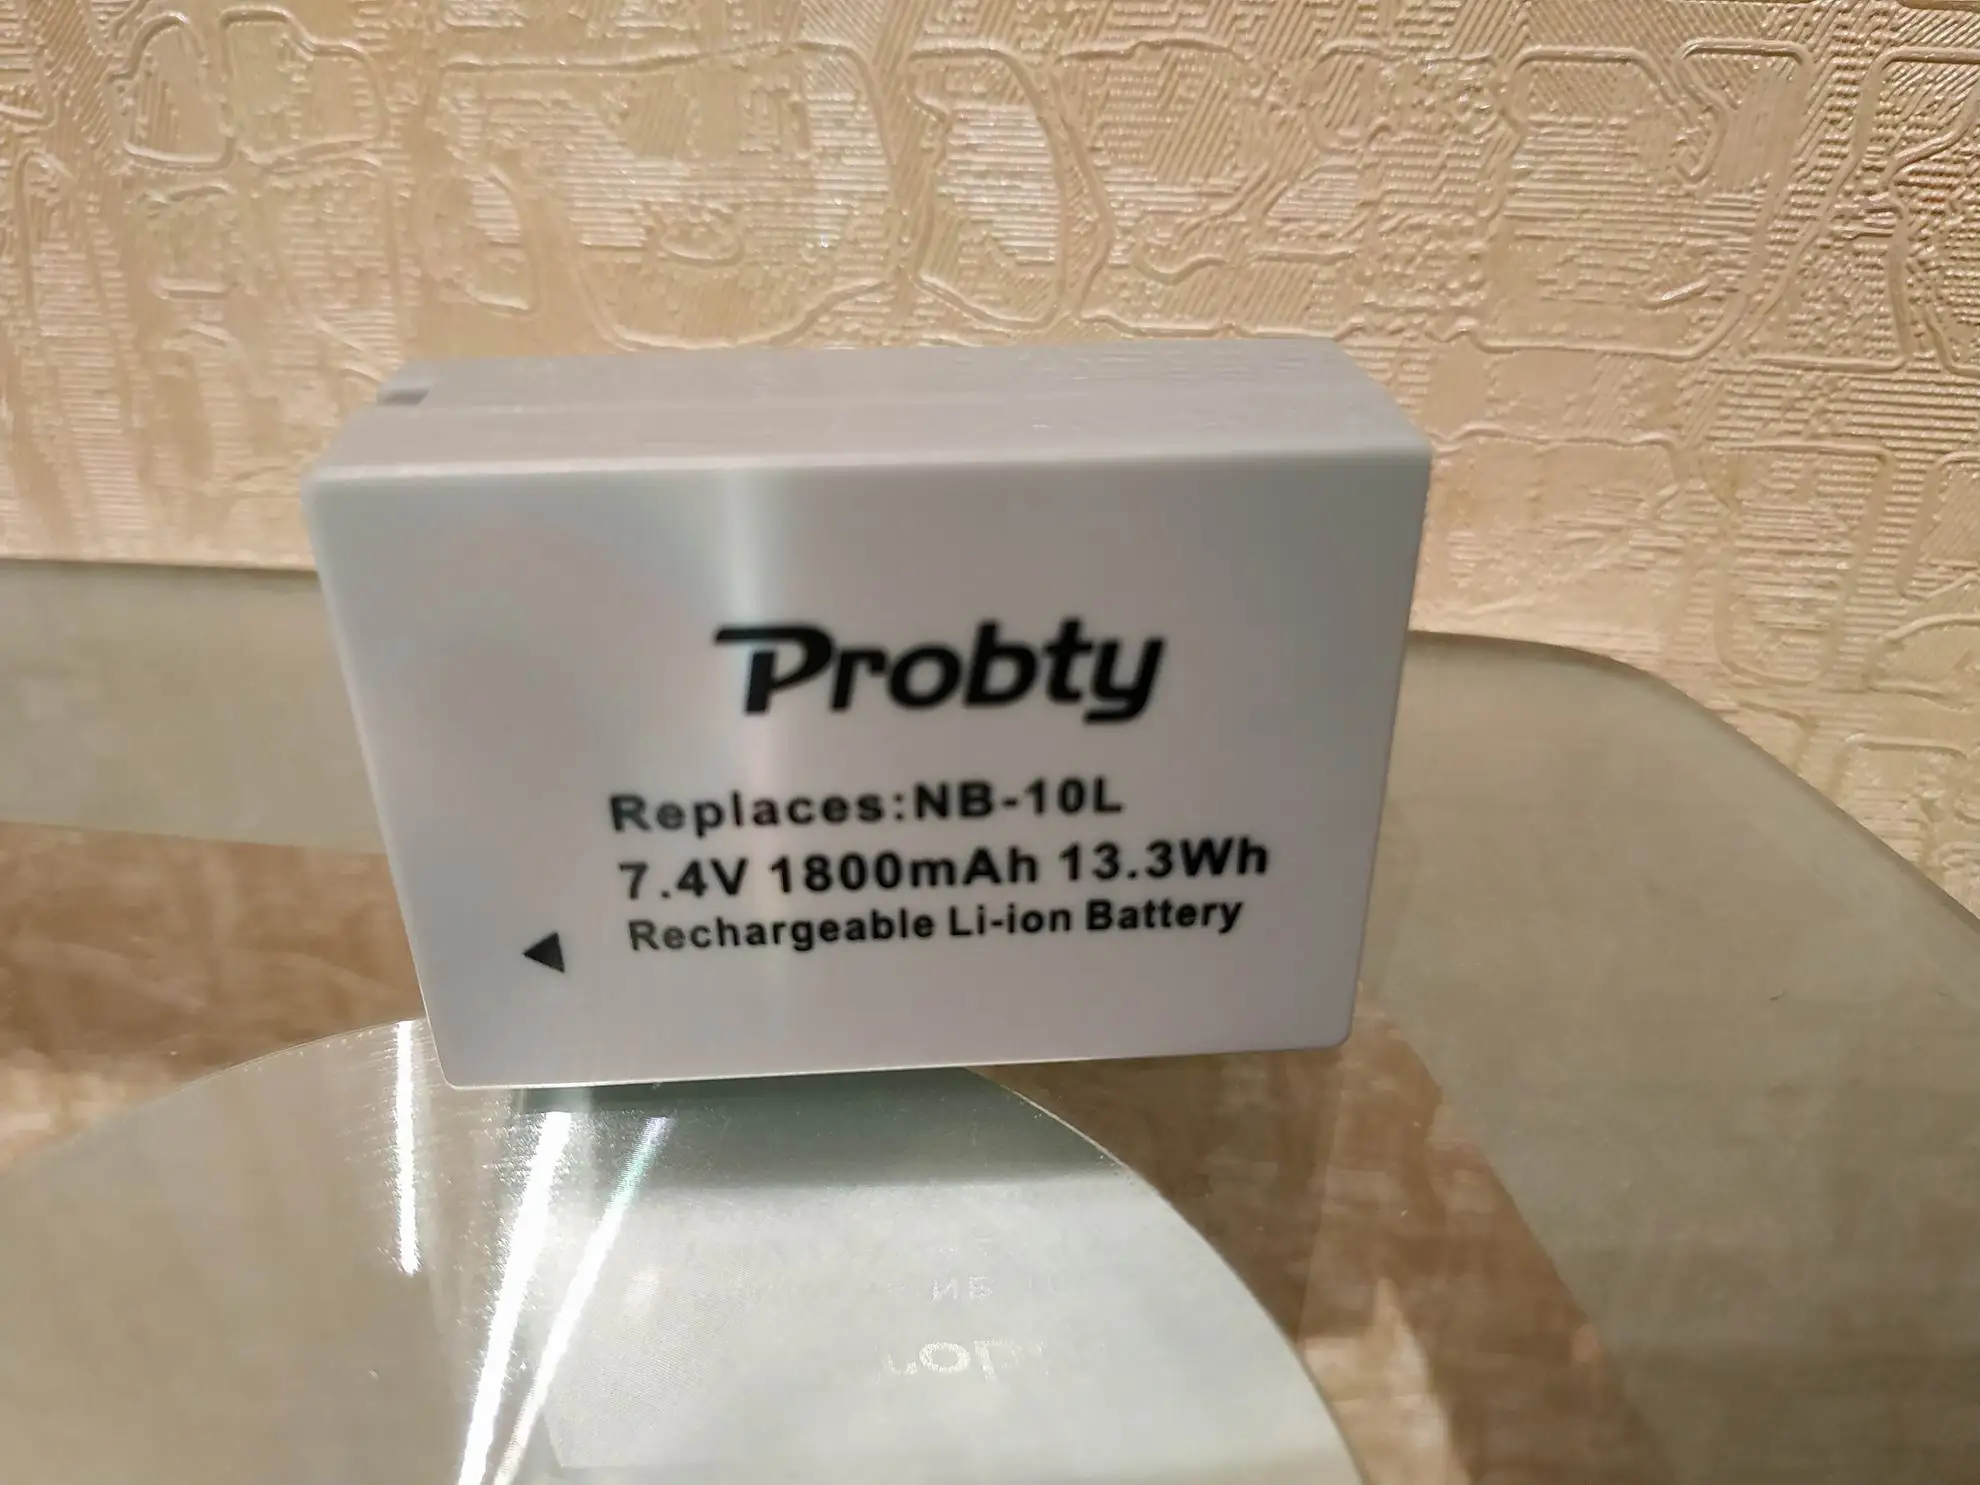 Probty
Replaces:NB-10L
7.4V 1800mAh 13.3Wh
Rechargeable Li-ion Battery